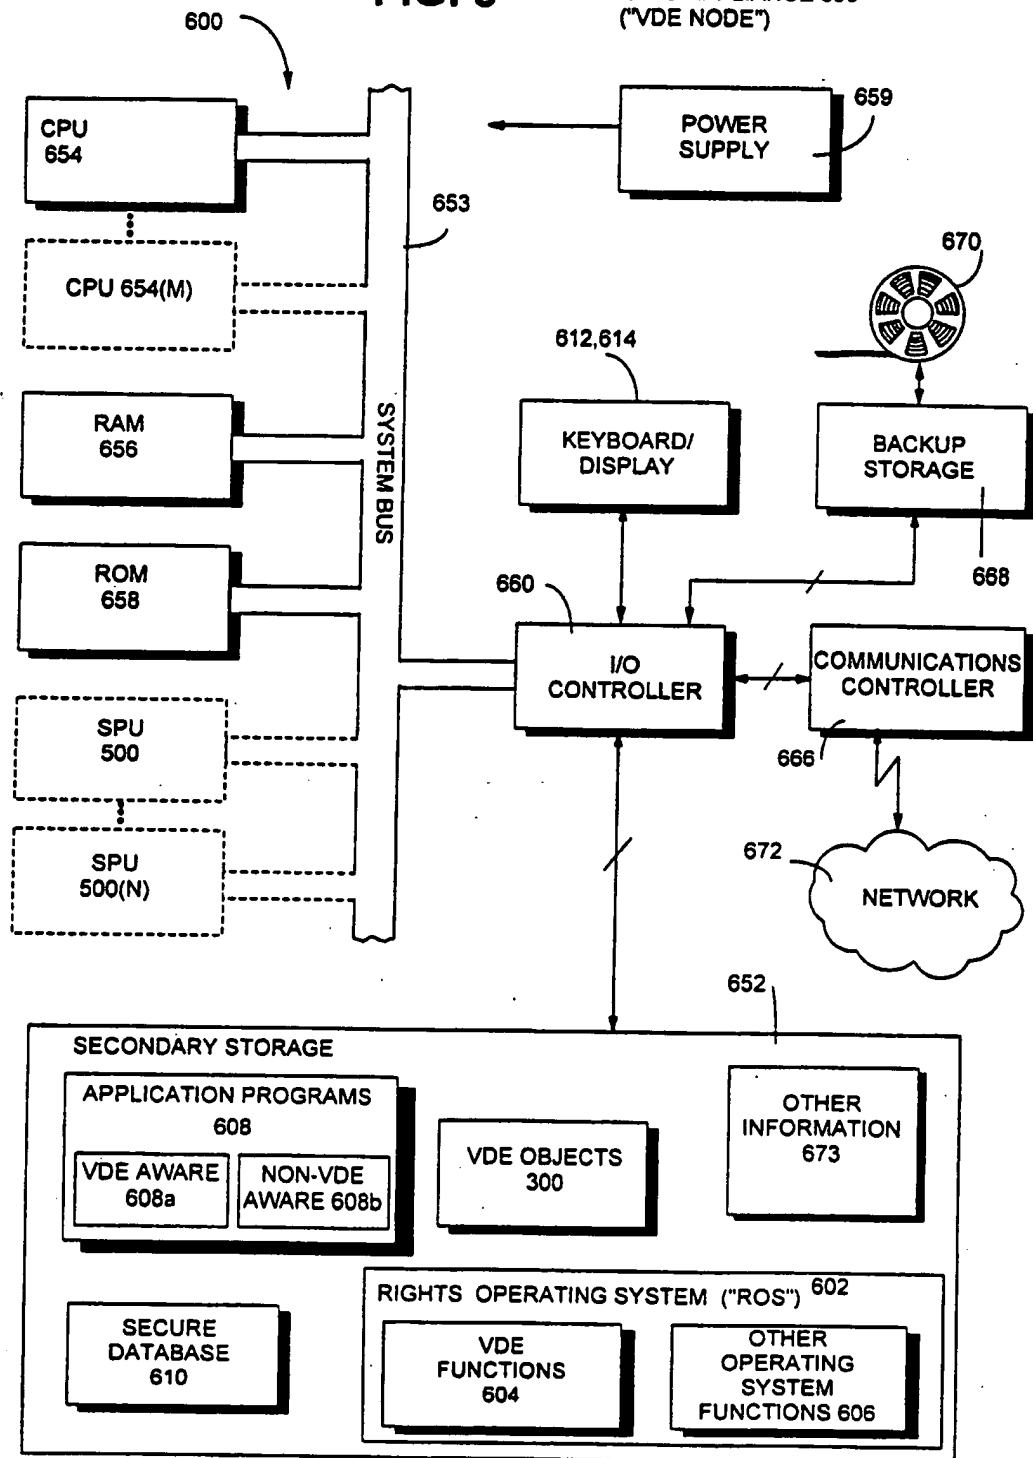 600
("VDE NODE")
CPU
654
POWER
SUPPLY
659
653
CPU 654(M)
670
612,614
RAM
656
SYSTEM BUS
KEYBOARD/
DISPLAY
BACKUP
STORAGE
668
ROM
658
660
I/O
CONTROLLER
COMMUNICATIONS
CONTROLLER
666
SPU
500
SPU
500(N)
672
NETWORK
652
SECONDARY STORAGE
APPLICATION PROGRAMS
608
VDE AWARE
608a
NON-VDE
AWARE 608b
VDE OBJECTS
300
OTHER
INFORMATION
673
SECURE
DATABASE
610
RIGHTS OPERATING SYSTEM ("ROS") 602
VDE
FUNCTIONS
604
OTHER
OPERATING
SYSTEM
FUNCTIONS 606